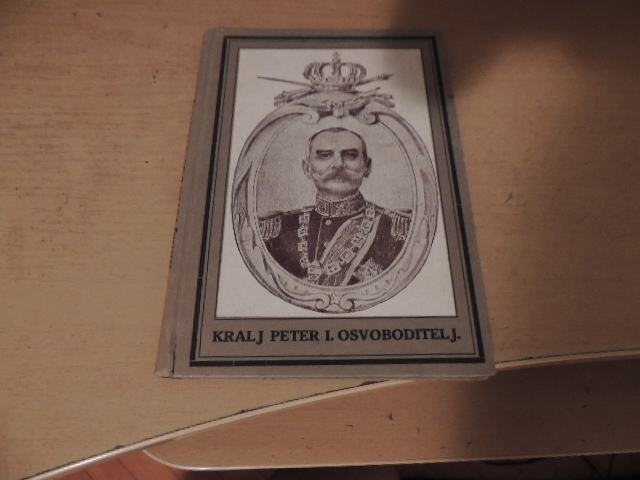 KRALJ PETER I. OSVOBODITELJ.